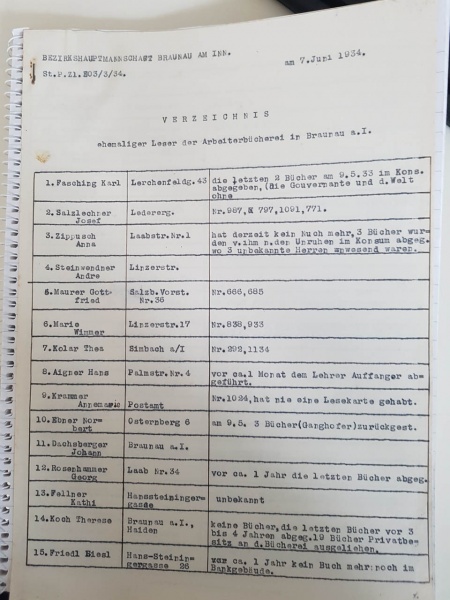 BEZIRKSHAUPTMANNSCHAFT BRAUNAU AM INN.
am 7.Juni 1934.
St.P.Zl.203/3/34.
VERZEICHNIS
ehemaliger Leser der Arbeiterbücherei in Braunau a.I.
1.Fasching Karl Lerchenfeldg.43 die letzten 2 Bücher am 9.5.33 im Kons.
abgegeben,(die Gouvernante und d.Welt
ohne
2.Salzlechner Josef Ledererg. Nr.987, 797,1091,771.
3.Zippusch Anna Laabstr.Nr.1 hat derzeit kein Buch mehr,3 Bücher wur-
den v.ihm n.den Unruhen im Konsum abgeg.
wo 3 unbekannte Herren anwesend waren.
4.Steinwendner Andre Linzerstr.
5.Maurer Gott-
fried Salzb.Vorst.
Nr.36 Nr.666,685
6.Marie Wimmer Linzerstr.17 Nr.838,933
7.Kolar Thea Simbach a/I Nr.292,1134
8.Aigner Hans Palmstr.Nr.4 vor ca.1 Monat dem Lehrer Auffanger ab-
geführt.
9.Krammer Annemarie Postamt Nr.1024,hat nie eine Lesekarte gehabt.
10.Ebner Nor-
bert Osternberg 6 am 9.5. 3 Bücher(Ganghofer)zurückgest.
11.Dachsberger Johann Braunau a.I.
12.Rosenhammer Georg Laab Nr.34 vor ca. 1 Jahr die letzten Bücher abgeg.
13.Fellner Kathi Hanssteininger-
gasse unbekannt
14.Koch Therese Braunau a.I.,
Haiden keine Bücher,die letzten Bücher vor 3
bis 4 Jahren abgeg.19 Bücher Privatbe-
sitz an d.Bücherei ausgeliehen.
15.Friedl Hans-Steinin-
gergasse 26 vor ca. 1 Jahr kein Buch mehr noch im
Bankgebäude.